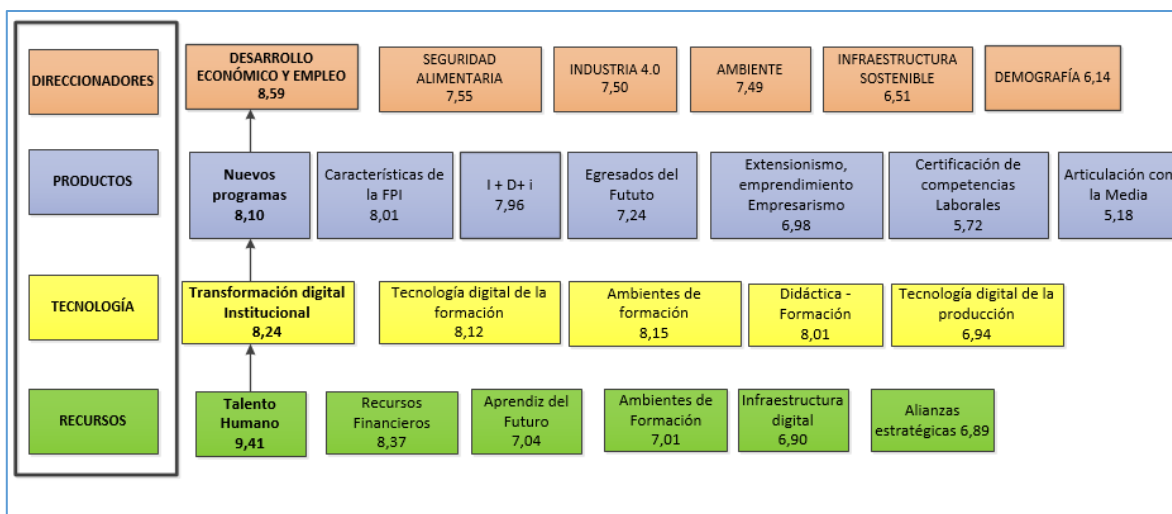 DIRECCIONADORES
DESARROLLO
ECONÓMICO Y EMPLEO
8,59
SEGURIDAD
ALIMENTARIA
7,55
INDUSTRIA 4.0
7,50
AMBIENTE
7,49
INFRAESTRUCTURA
SOSTENIBLE
6,51
DEMOGRAFÍA 6,14
PRODUCTOS
Nuevos
programas
8,10
Características de
la FPI
8,01
I + D+ i
7,96
Egresados del
Fututo
7,24
Extensionismo,
emprendimiento
Empresarismo
6,98
Certificación de
competencias
Laborales
5,72
Articulación con
la Media
5,18
TECNOLOGÍA
Transformación digital
Institucional
8,24
Tecnología digital de la
formación
8,12
Ambientes de
formación
8,15
Didáctica -
Formación
8,01
Tecnología digital de la
producción
6,94
RECURSOS
Talento
Humano
9,41
Recursos
Financieros
8,37
Aprendiz del
Futuro
7,04
Ambientes de
Formación
7,01
Infraestructura
digital
6,90
Alianzas
estratégicas 6,89